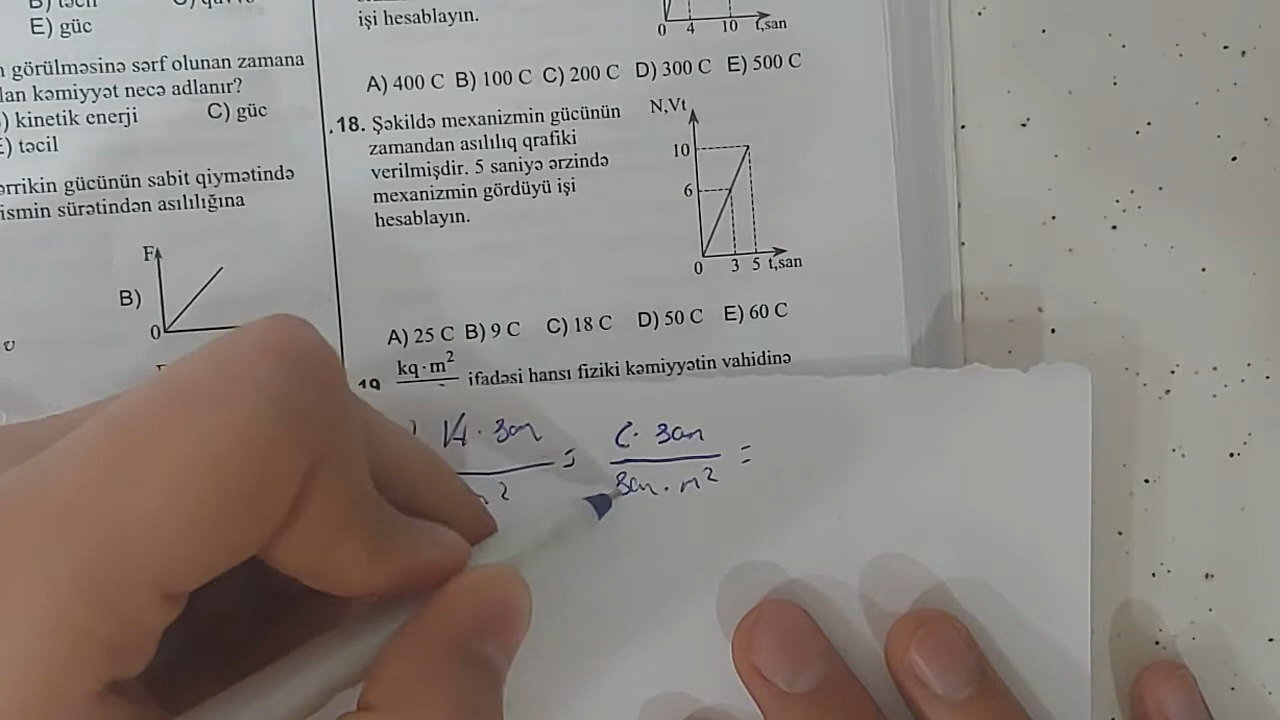 E) güc
görülməsinə sərf olunan zamana
lan kəmiyyət necə adlanır?
) kinetik enerji C) güc
E) təcil
ərrikin gücünün sabit qiymətində
ismin sürətindən asılılığına
F
B)
0
υ
işi hesablayın.
0 4 10 t,san
A) 400 C B) 100 C C) 200 C D) 300 C E) 500 C
.18. Şəkildə mexanizmin gücünün
zamandan asılılıq qrafiki
verilmişdir. 5 saniyə ərzində
mexanizmin gördüyü işi
hesablayın.
N,Vt
10
6
0 3 5 t,san
A) 25 C B) 9 C C) 18 C D) 50 C E) 60 C
19 kq·m² ifadəsi hansı fiziki kəmiyyətin vahidinə
Vt · san = C · san =
san · m²